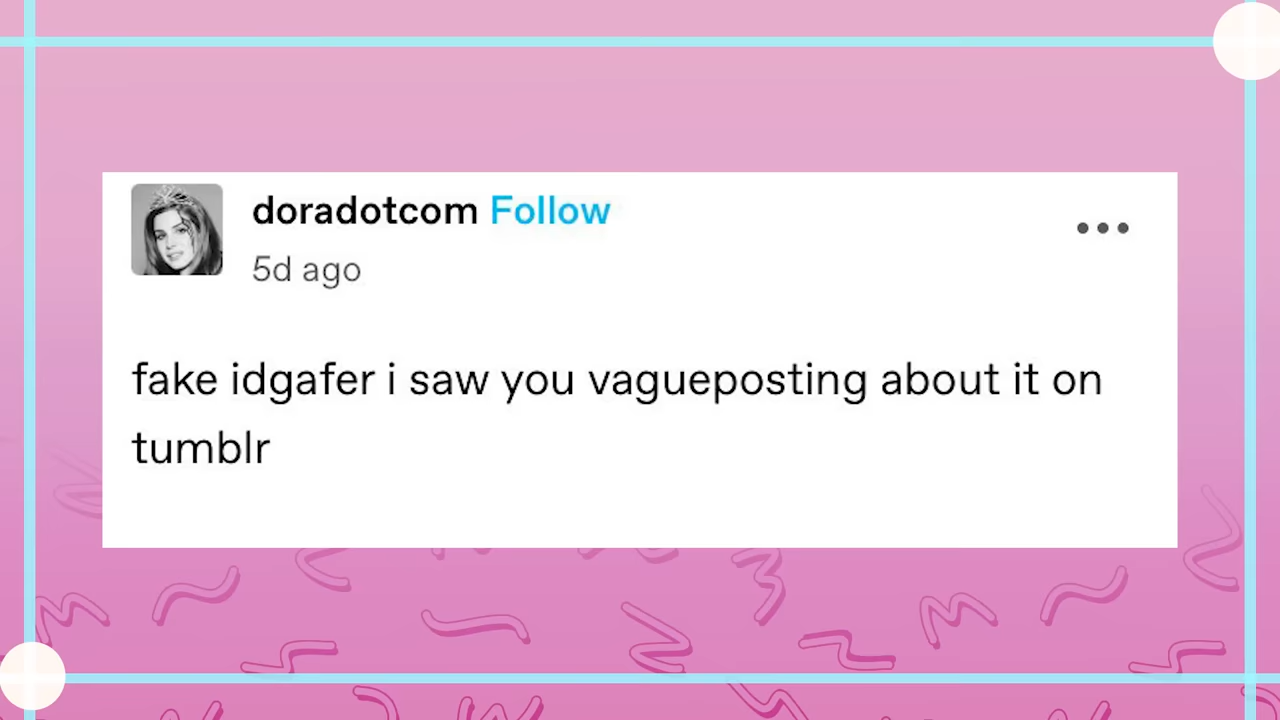 doradotcom Follow
5d ago
fake idgafer i saw you vagueposting about it on
tumblr